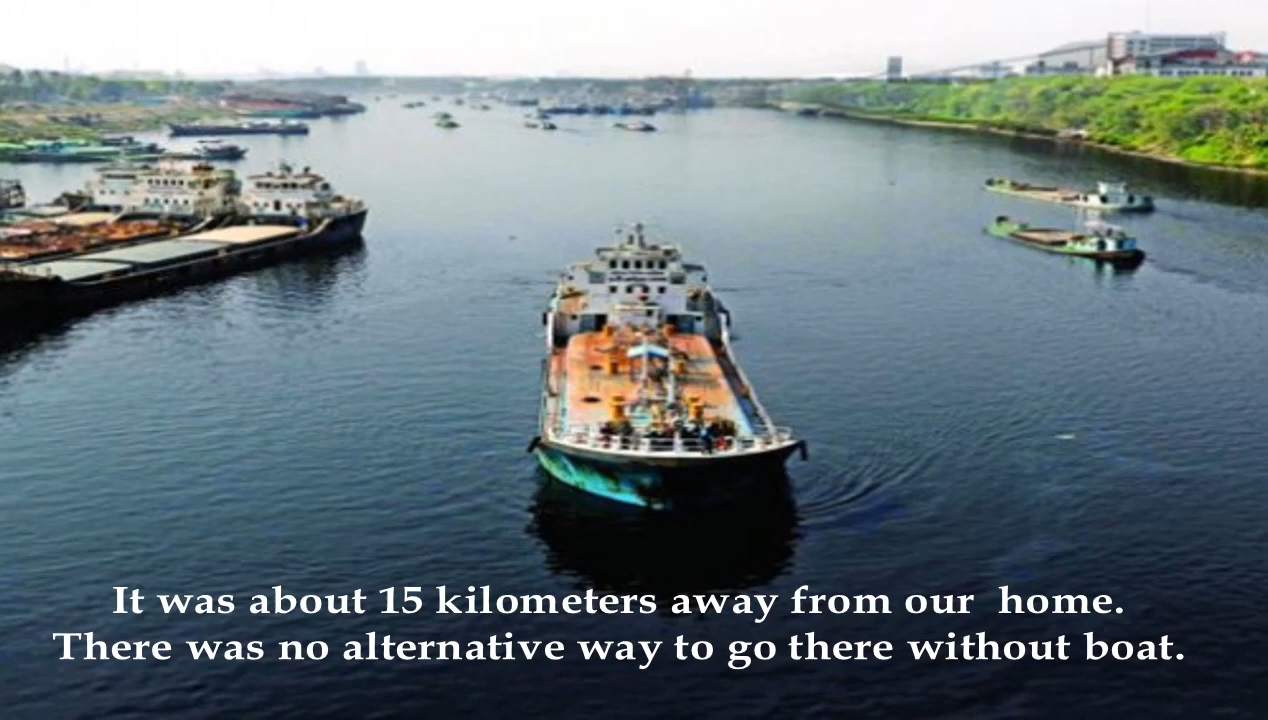 It was about 15 kilometers away from our  home.
There was no alternative way to go there without boat.